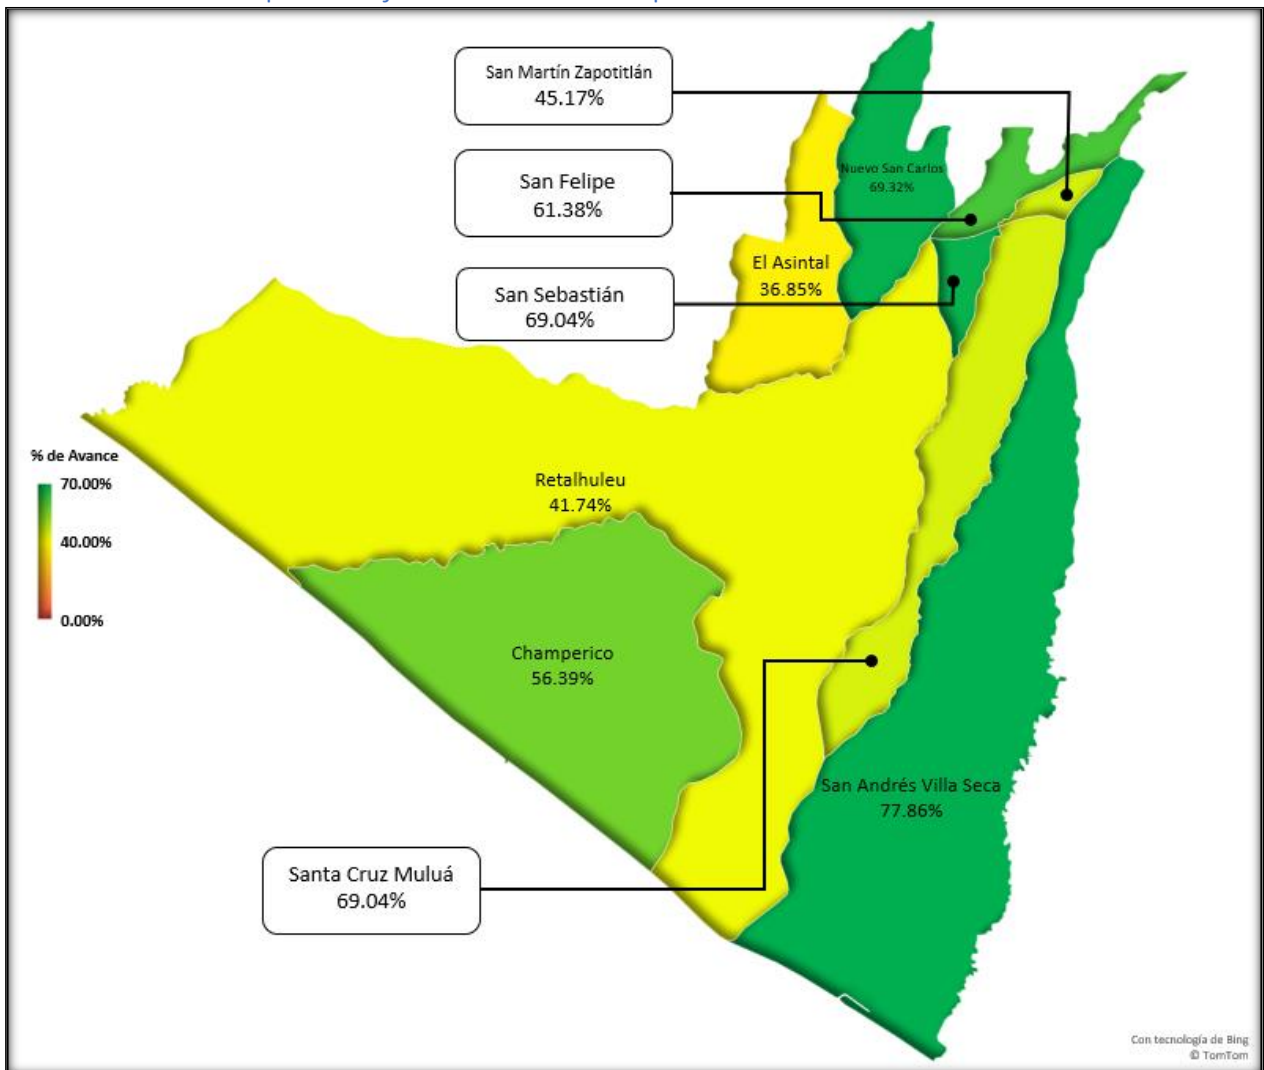 San Martín Zapotitlán
45.17%
San Felipe
61.38%
San Sebastián
69.04%
Nuevo San Carlos
69.32%
El Asintal
36.85%
% de Avance
70.00%
40.00%
0.00%
Retalhuleu
41.74%
Champerico
56.39%
San Andrés Villa Seca
77.86%
Santa Cruz Muluá
69.04%
Con tecnología de Bing
© TomTom